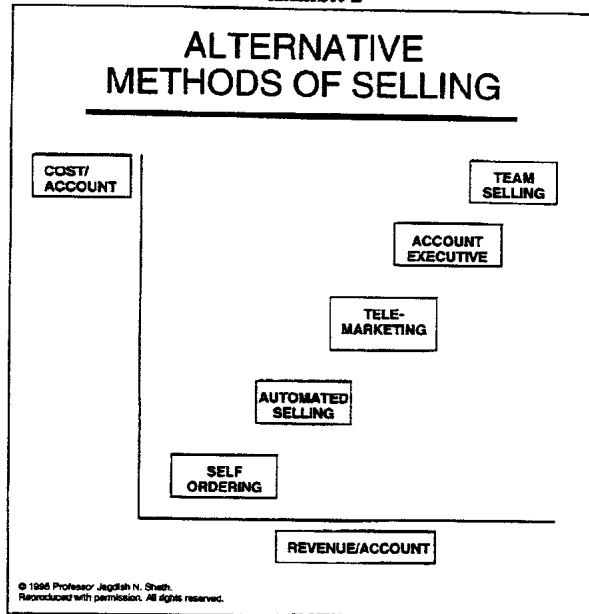 ALTERNATIVE
METHODS OF SELLING
COST/
ACCOUNT
TEAM
SELLING
ACCOUNT
EXECUTIVE
TELE-
MARKETING
AUTOMATED
SELLING
SELF
ORDERING
REVENUE/ACCOUNT
© 1996 Professor Jagdish N. Sheth.
Reproduced with permission. All rights reserved.